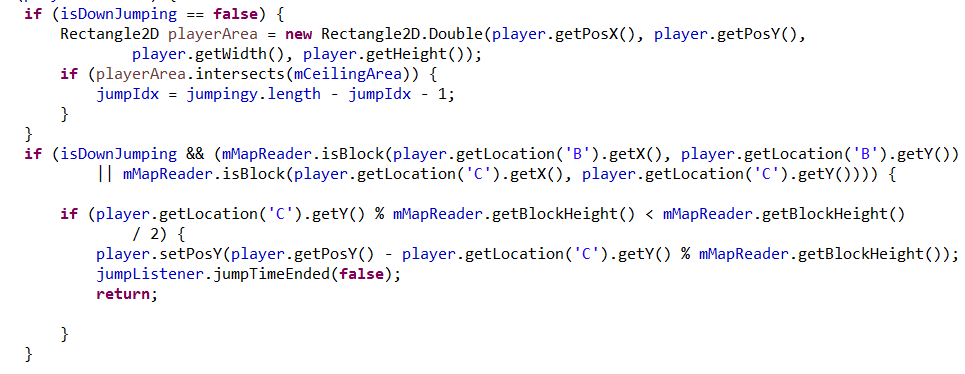 if (isDownJumping == false) {
Rectangle2D playerArea = new Rectangle2D.Double(player.getPosX(), player.getPosY(),
player.getWidth(), player.getHeight());
if (playerArea.intersects(mCeilingArea)) {
jumpIdx = jumpingy.length - jumpIdx - 1;
}
}
if (isDownJumping && (mMapReader.isBlock(player.getLocation('B').getX(), player.getLocation('B').getY())
|| mMapReader.isBlock(player.getLocation('C').getX(), player.getLocation('C').getY()))) {
if (player.getLocation('C').getY() % mMapReader.getBlockHeight() < mMapReader.getBlockHeight()
/ 2) {
player.setPosY(player.getPosY() - player.getLocation('C').getY() % mMapReader.getBlockHeight());
jumpListener.jumpTimeEnded(false);
return;
}
}